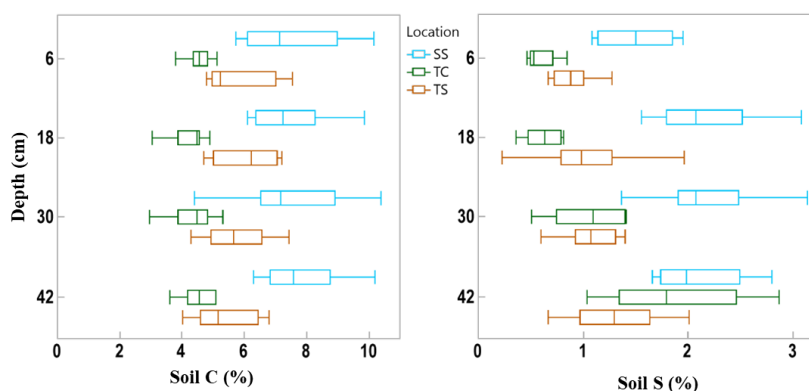 Location
SS
TC
TS
Depth (cm)
6
18
30
42
0 2 4 6 8 10
Soil C (%)
6
18
30
42
0 1 2 3
Soil S (%)